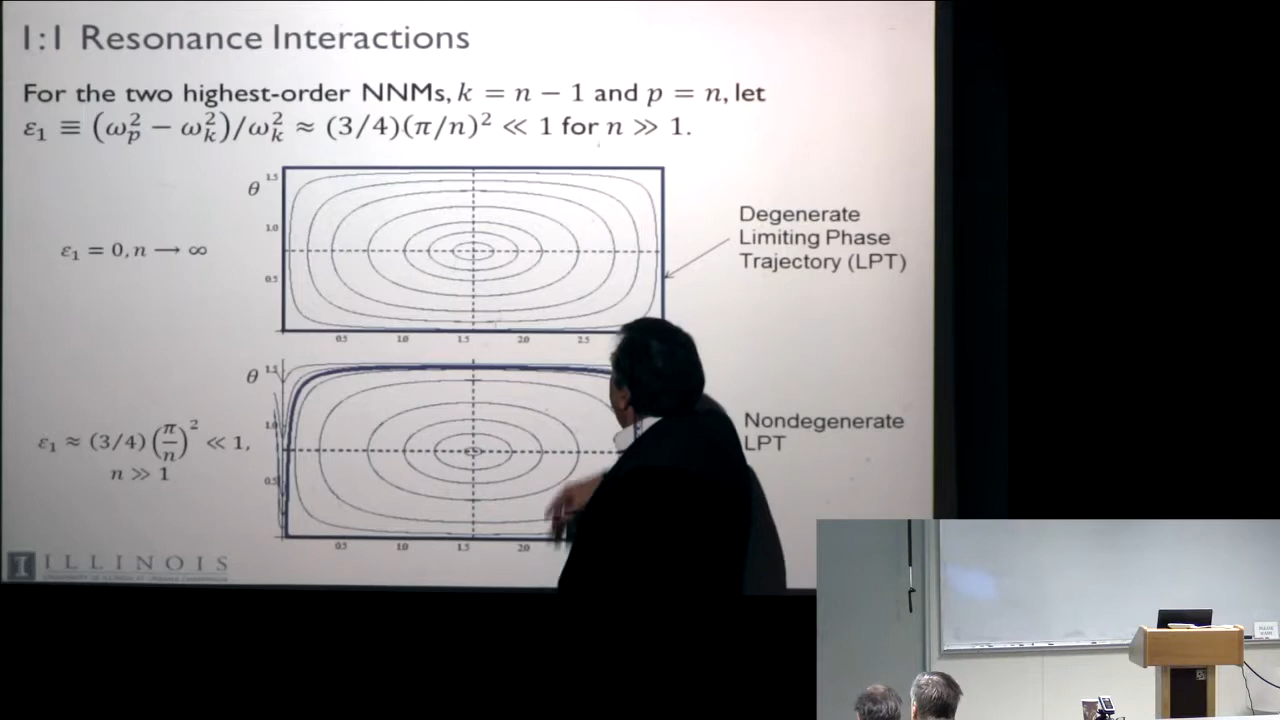 1:1 Resonance Interactions
For the two highest-order NNMs, k = n − 1 and p = n, let
ε₁ ≡ (ω²ₚ − ω²ₖ)/ω²ₖ ≈ (3/4)(π/n)² ≪ 1 for n ≫ 1.
θ
1.5
1.0
0.5
0.5 1.0 1.5 2.0 2.5
ε₁ = 0, n → ∞
Degenerate
Limiting Phase
Trajectory (LPT)
θ
1.5
1.0
0.5
0.5 1.0 1.5 2.0
ε₁ ≈ (3/4) (π/n)² ≪ 1,
n ≫ 1
Nondegenerate
LPT
I ILLINOIS